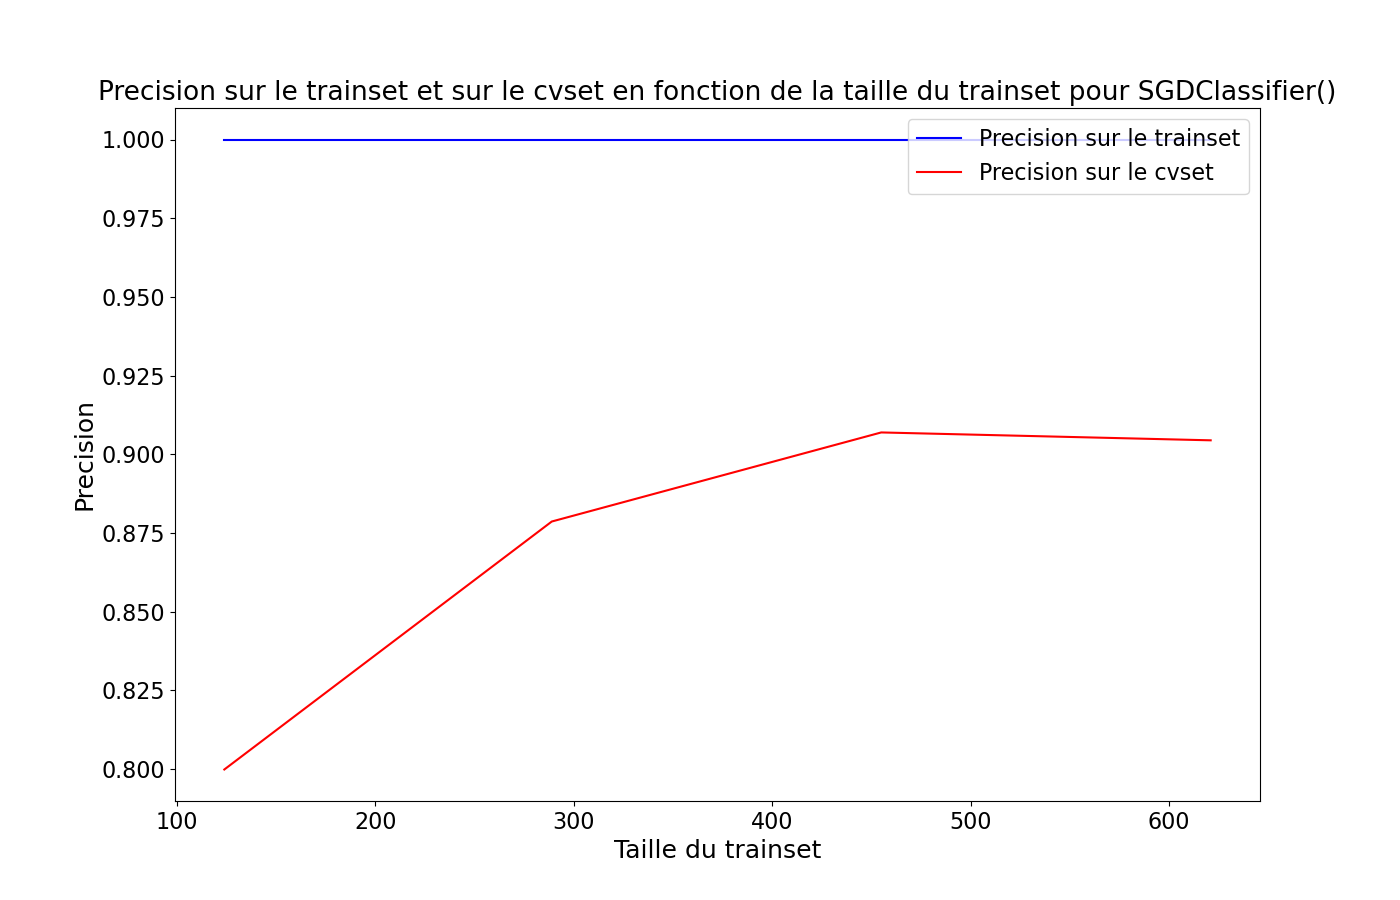 Precision sur le trainset et sur le cvset en fonction de la taille du trainset pour SGDClassifier()
Precision sur le trainset
Precision sur le cvset
1.000
0.975
0.950
0.925
0.900
0.875
0.850
0.825
0.800
Precision
100 200 300 400 500 600
Taille du trainset